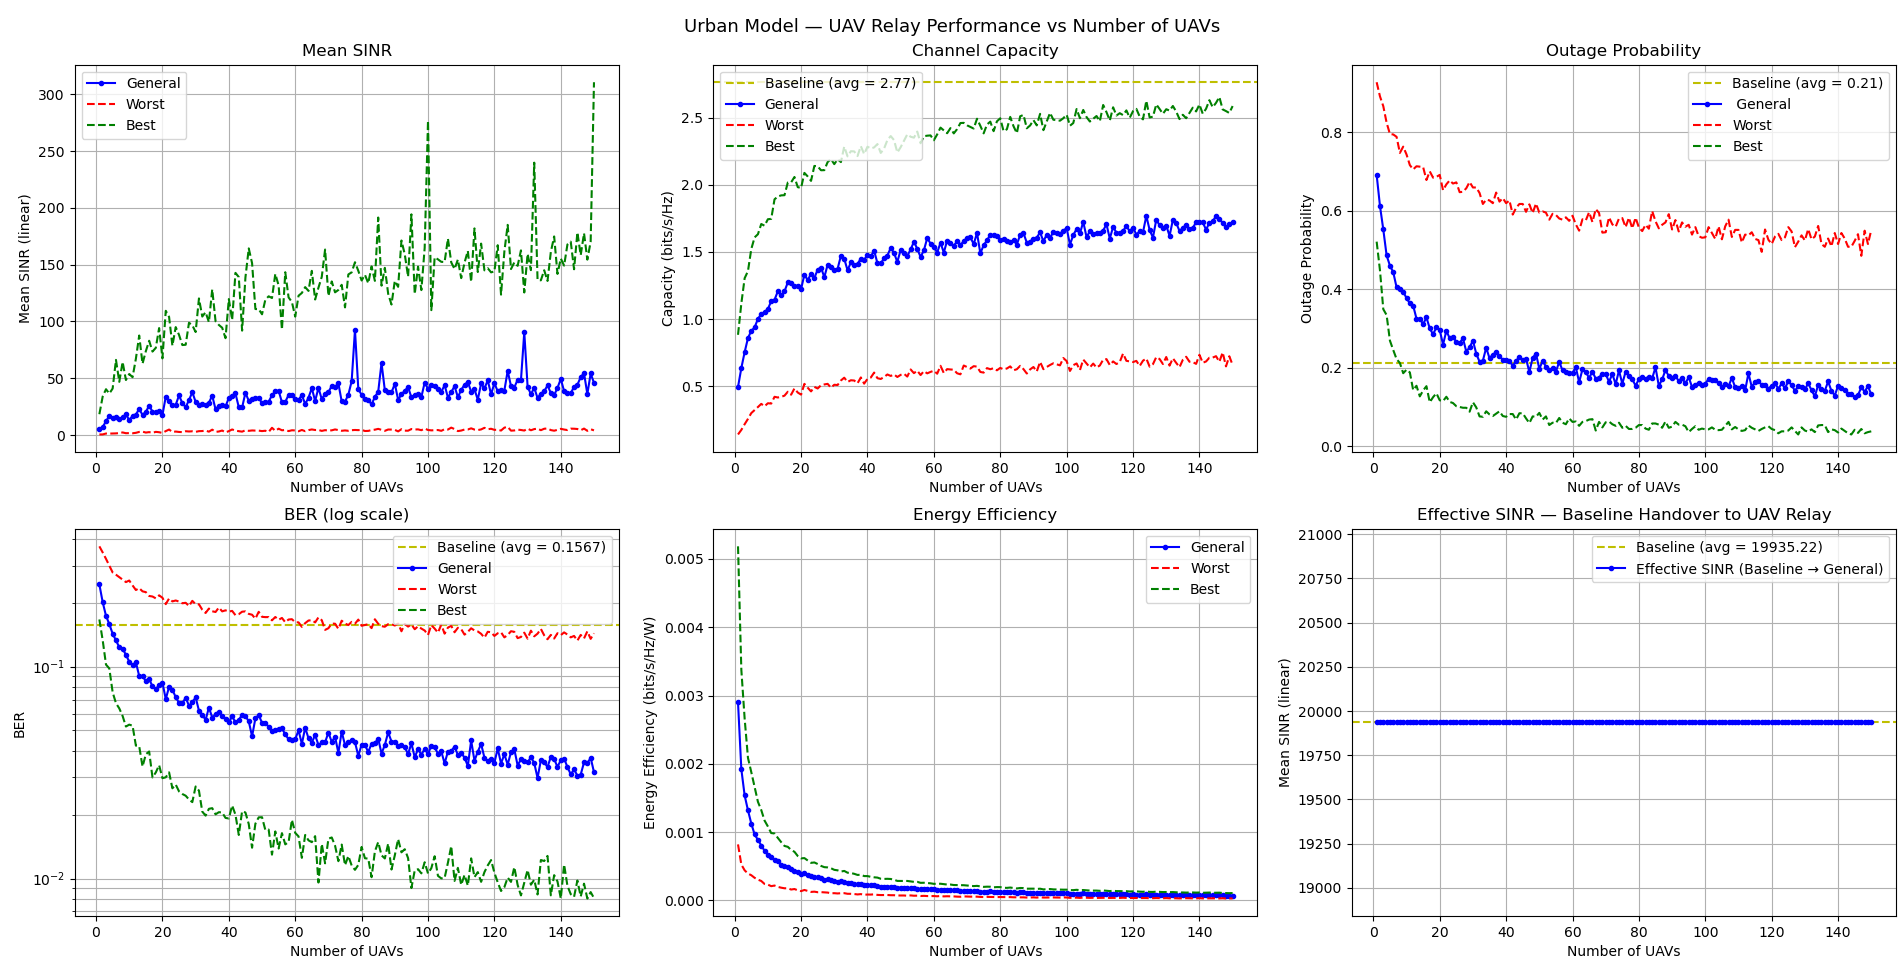 Urban Model — UAV Relay Performance vs Number of UAVs
Mean SINR
General
Worst
Best
Mean SINR (linear)
300
250
200
150
100
50
0
0 20 40 60 80 100 120 140
Number of UAVs
Channel Capacity
Baseline (avg = 2.77)
General
Worst
Best
Capacity (bits/s/Hz)
2.5
2.0
1.5
1.0
0.5
0 20 40 60 80 100 120 140
Number of UAVs
Outage Probability
Baseline (avg = 0.21)
General
Worst
Best
Outage Probability
0.8
0.6
0.4
0.2
0.0
0 20 40 60 80 100 120 140
Number of UAVs
BER (log scale)
Baseline (avg = 0.1567)
General
Worst
Best
BER
10⁻¹
10⁻²
0 20 40 60 80 100 120 140
Number of UAVs
Energy Efficiency
General
Worst
Best
Energy Efficiency (bits/s/Hz/W)
0.005
0.004
0.003
0.002
0.001
0.000
0 20 40 60 80 100 120 140
Number of UAVs
Effective SINR — Baseline Handover to UAV Relay
Baseline (avg = 19935.22)
Effective SINR (Baseline → General)
Mean SINR (linear)
21000
20750
20500
20250
20000
19750
19500
19250
19000
0 20 40 60 80 100 120 140
Number of UAVs